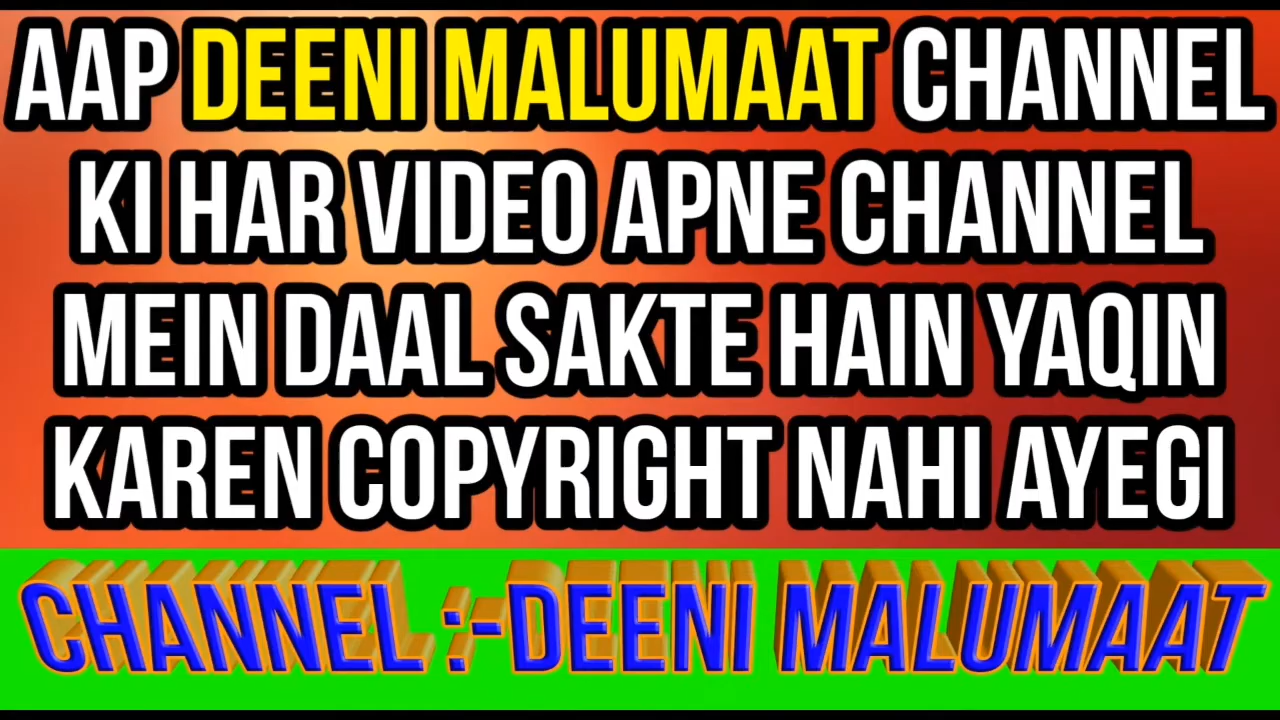 AAP DEENI MALUMAAT CHANNEL
KI HAR VIDEO APNE CHANNEL
MEIN DAAL SAKTE HAIN YAQIN
KAREN COPYRIGHT NAHI AYEGI
CHANNEL :-DEENI MALUMAAT